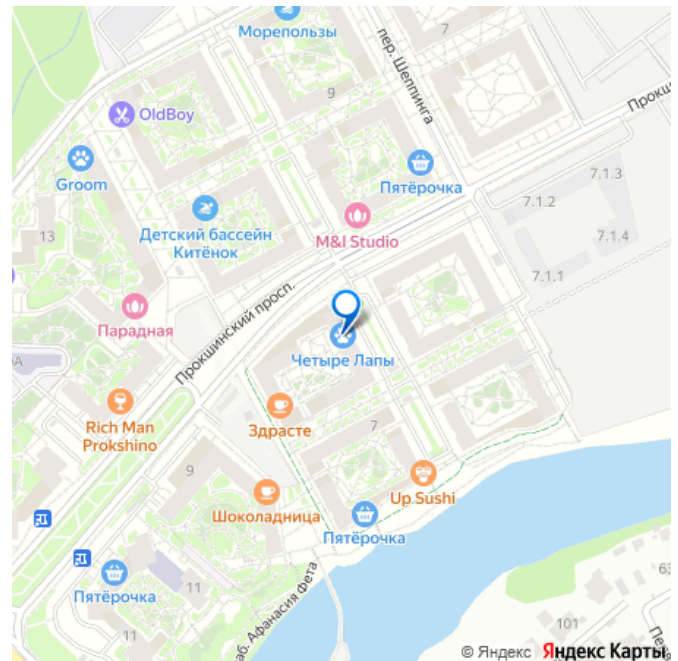 Морепользы
пер. Шеппинга
9
OldBoy
Прокш
Groom
Пятёрочка
7.1.3
7.1.2
7.1.4
Детский бассейн
Китёнок
M&I Studio
13
7.1.1
Прокшинский просп.
Парадная
Четыре Лапы
Rich Man
Prokshino
Здрасте
7
9
Up Sushi
Шоколадница
Пятёрочка
Пятёрочка
11
11
наб. Афанасия Фета
63
101
© Яндекс Яндекс Карты